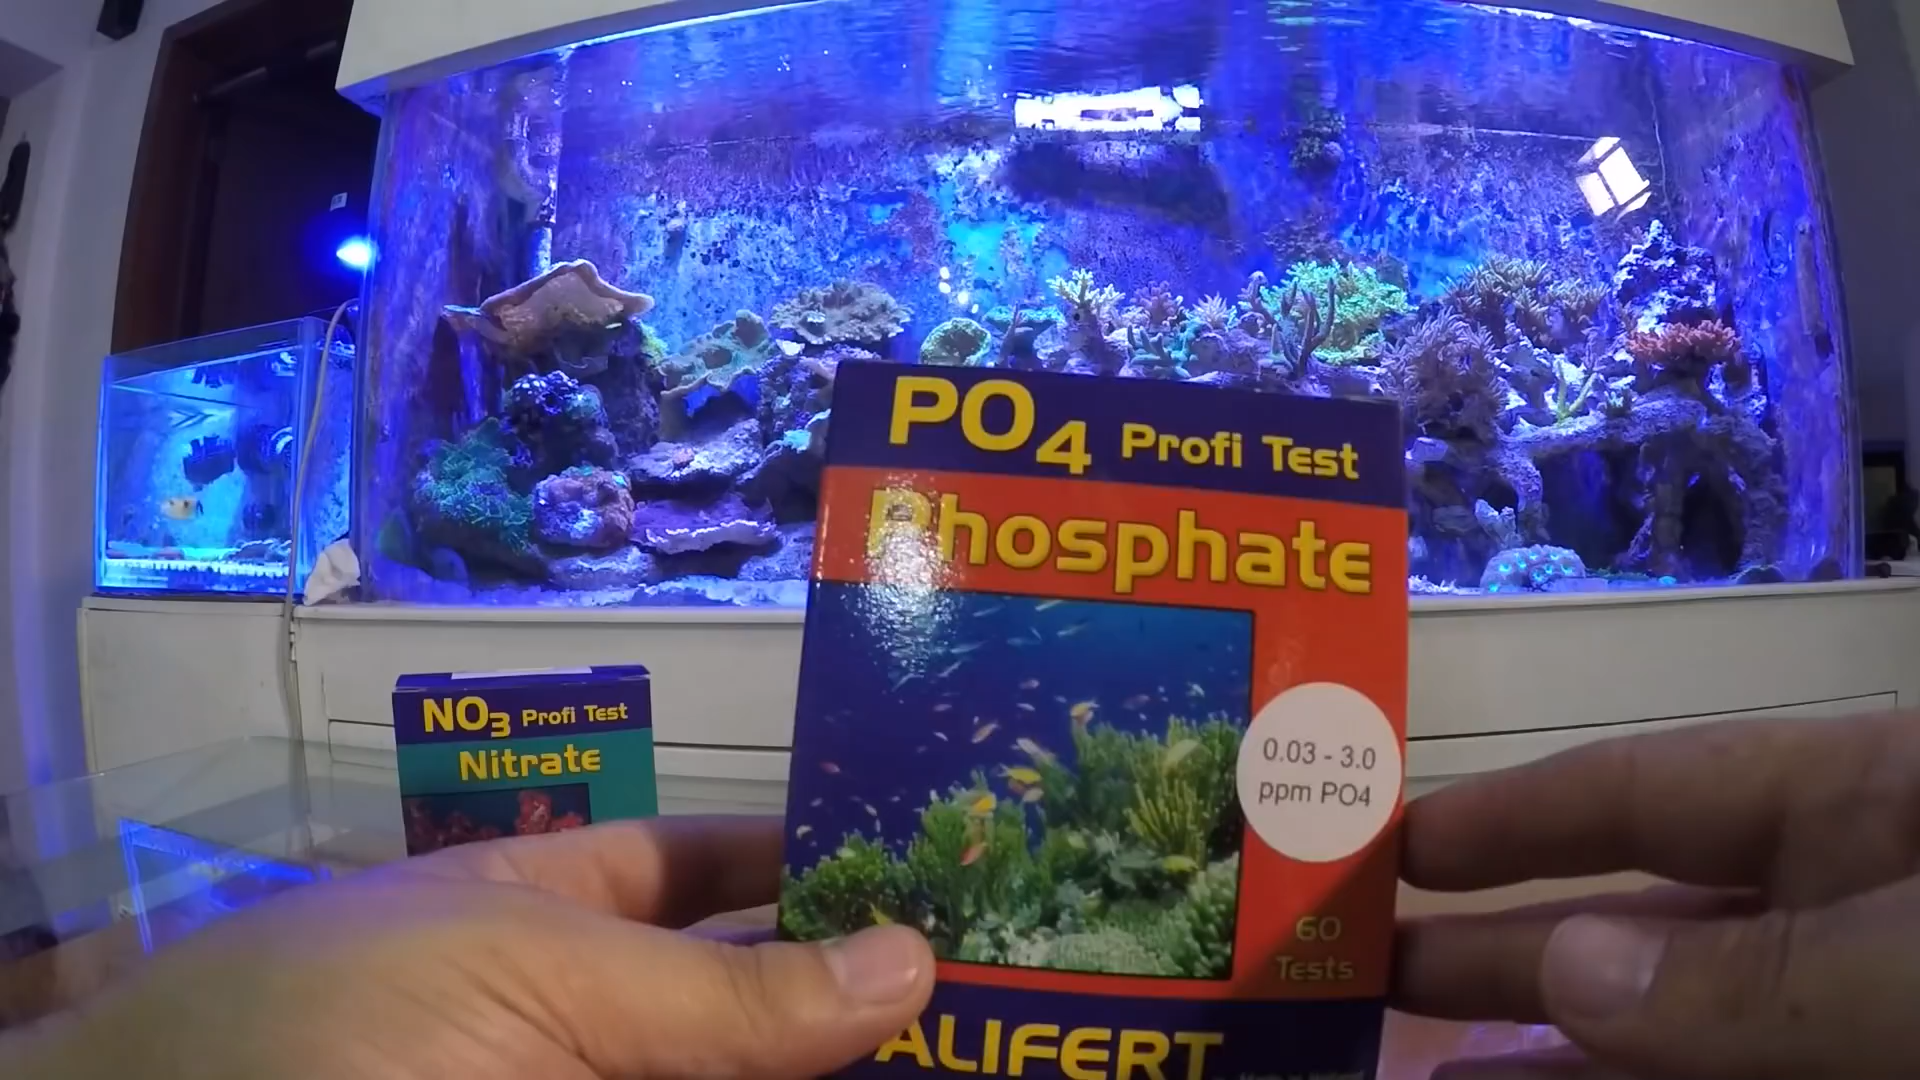 PO4 Profi Test
Phosphate
0.03 - 3.0
ppm PO4
60
Tests
ALIFERT
NO3 Profi Test
Nitrate